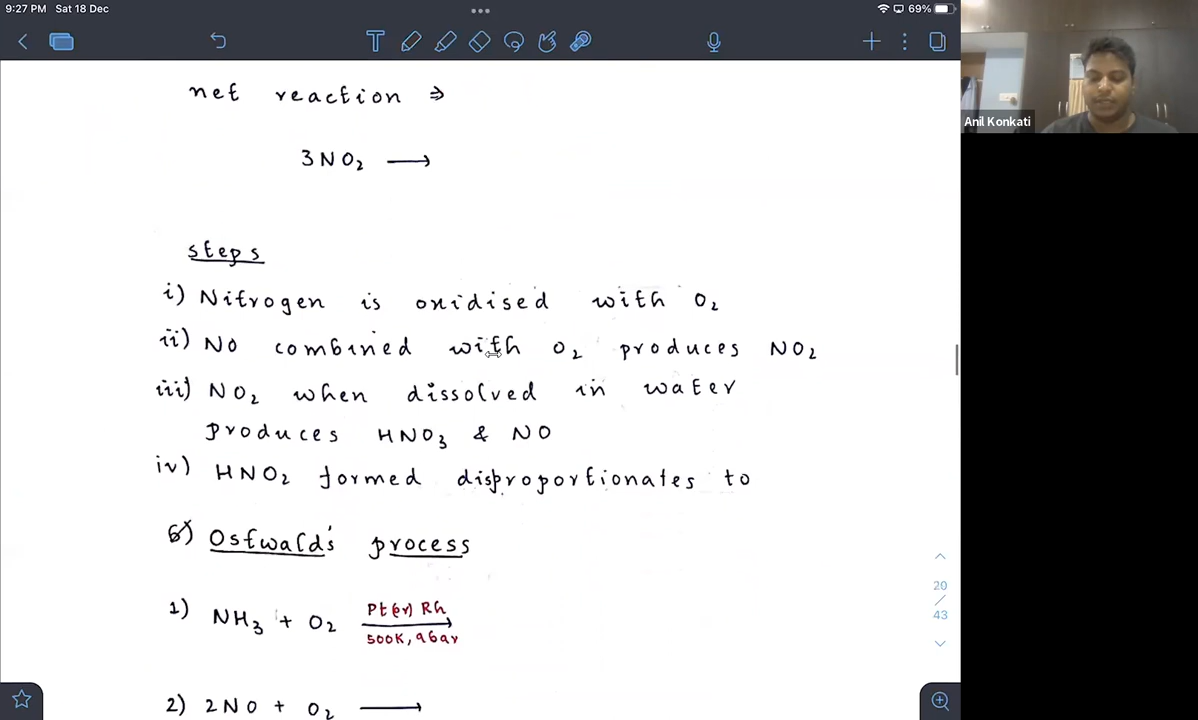 9:27 PM Sat 18 Dec
69%
Anil Konkati
net reaction ⇒
3NO₂ ⟶
steps
i) Nitrogen is oxidised with O₂
ii) NO combined with O₂ produces NO₂
iii) NO₂ when dissolved in water
produces HNO₃ & NO
iv) HNO₂ formed disproportionates to
6) Ostwald's process
Pt (or) Rh
1) NH₃ + O₂ ⟶
500K, 9bar
2) 2NO + O₂ ⟶
20
/
43